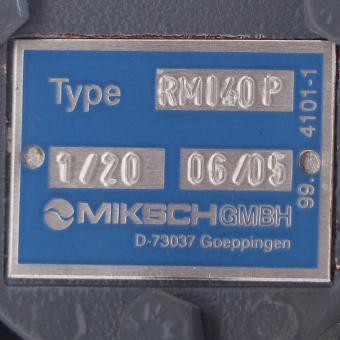 Type RMI40P
1/20 06/05
MIKSCH GMBH
D-73037 Goeppingen
99. 4101-1